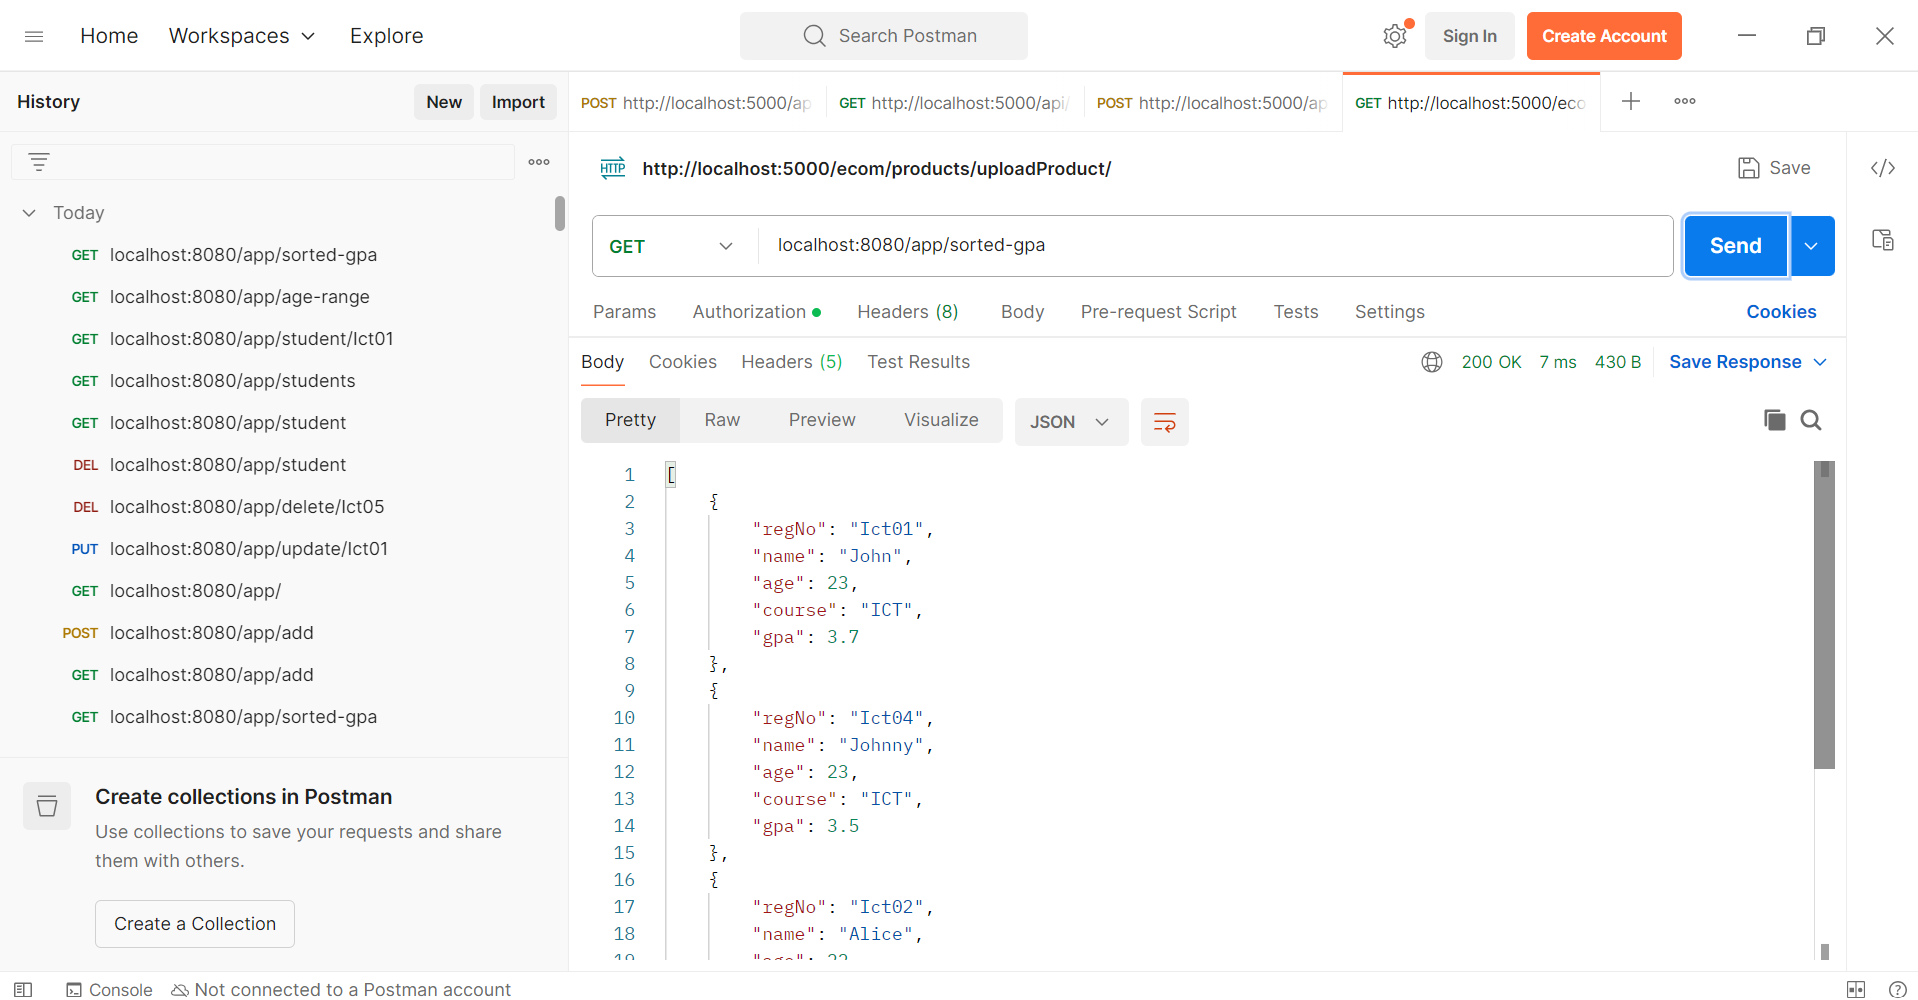 Home Workspaces Explore Search Postman Sign In Create Account
History New Import
POST http://localhost:5000/ap GET http://localhost:5000/api/ POST http://localhost:5000/ap GET http://localhost:5000/eco
HTTP http://localhost:5000/ecom/products/uploadProduct/ Save
Today
GET localhost:8080/app/sorted-gpa
GET localhost:8080/app/age-range
GET localhost:8080/app/student/Ict01
GET localhost:8080/app/students
GET localhost:8080/app/student
DEL localhost:8080/app/student
DEL localhost:8080/app/delete/Ict05
PUT localhost:8080/app/update/Ict01
GET localhost:8080/app/
POST localhost:8080/app/add
GET localhost:8080/app/add
GET localhost:8080/app/sorted-gpa
Create collections in Postman
Use collections to save your requests and share
them with others.
Create a Collection
GET localhost:8080/app/sorted-gpa Send
Params Authorization Headers (8) Body Pre-request Script Tests Settings Cookies
Body Cookies Headers (5) Test Results 200 OK 7 ms 430 B Save Response
Pretty Raw Preview Visualize JSON
1 [
2 {
3 "regNo": "Ict01",
4 "name": "John",
5 "age": 23,
6 "course": "ICT",
7 "gpa": 3.7
8 },
9 {
10 "regNo": "Ict04",
11 "name": "Johnny",
12 "age": 23,
13 "course": "ICT",
14 "gpa": 3.5
15 },
16 {
17 "regNo": "Ict02",
18 "name": "Alice",
Console Not connected to a Postman account